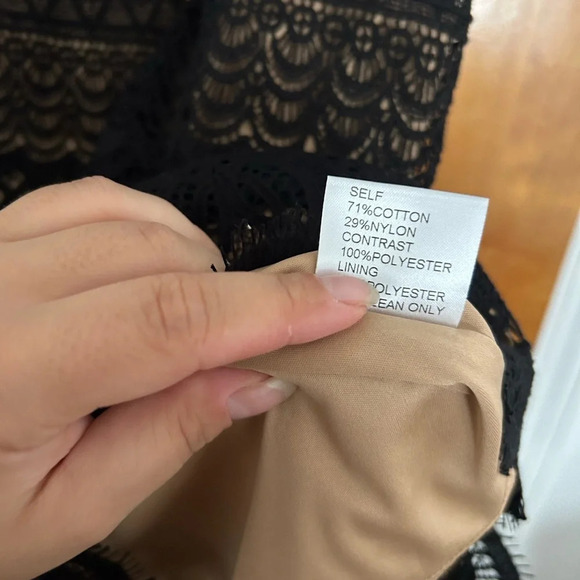 SELF
71%COTTON
29%NYLON
CONTRAST
100%POLYESTER
LINING
POLYESTER
ONLY